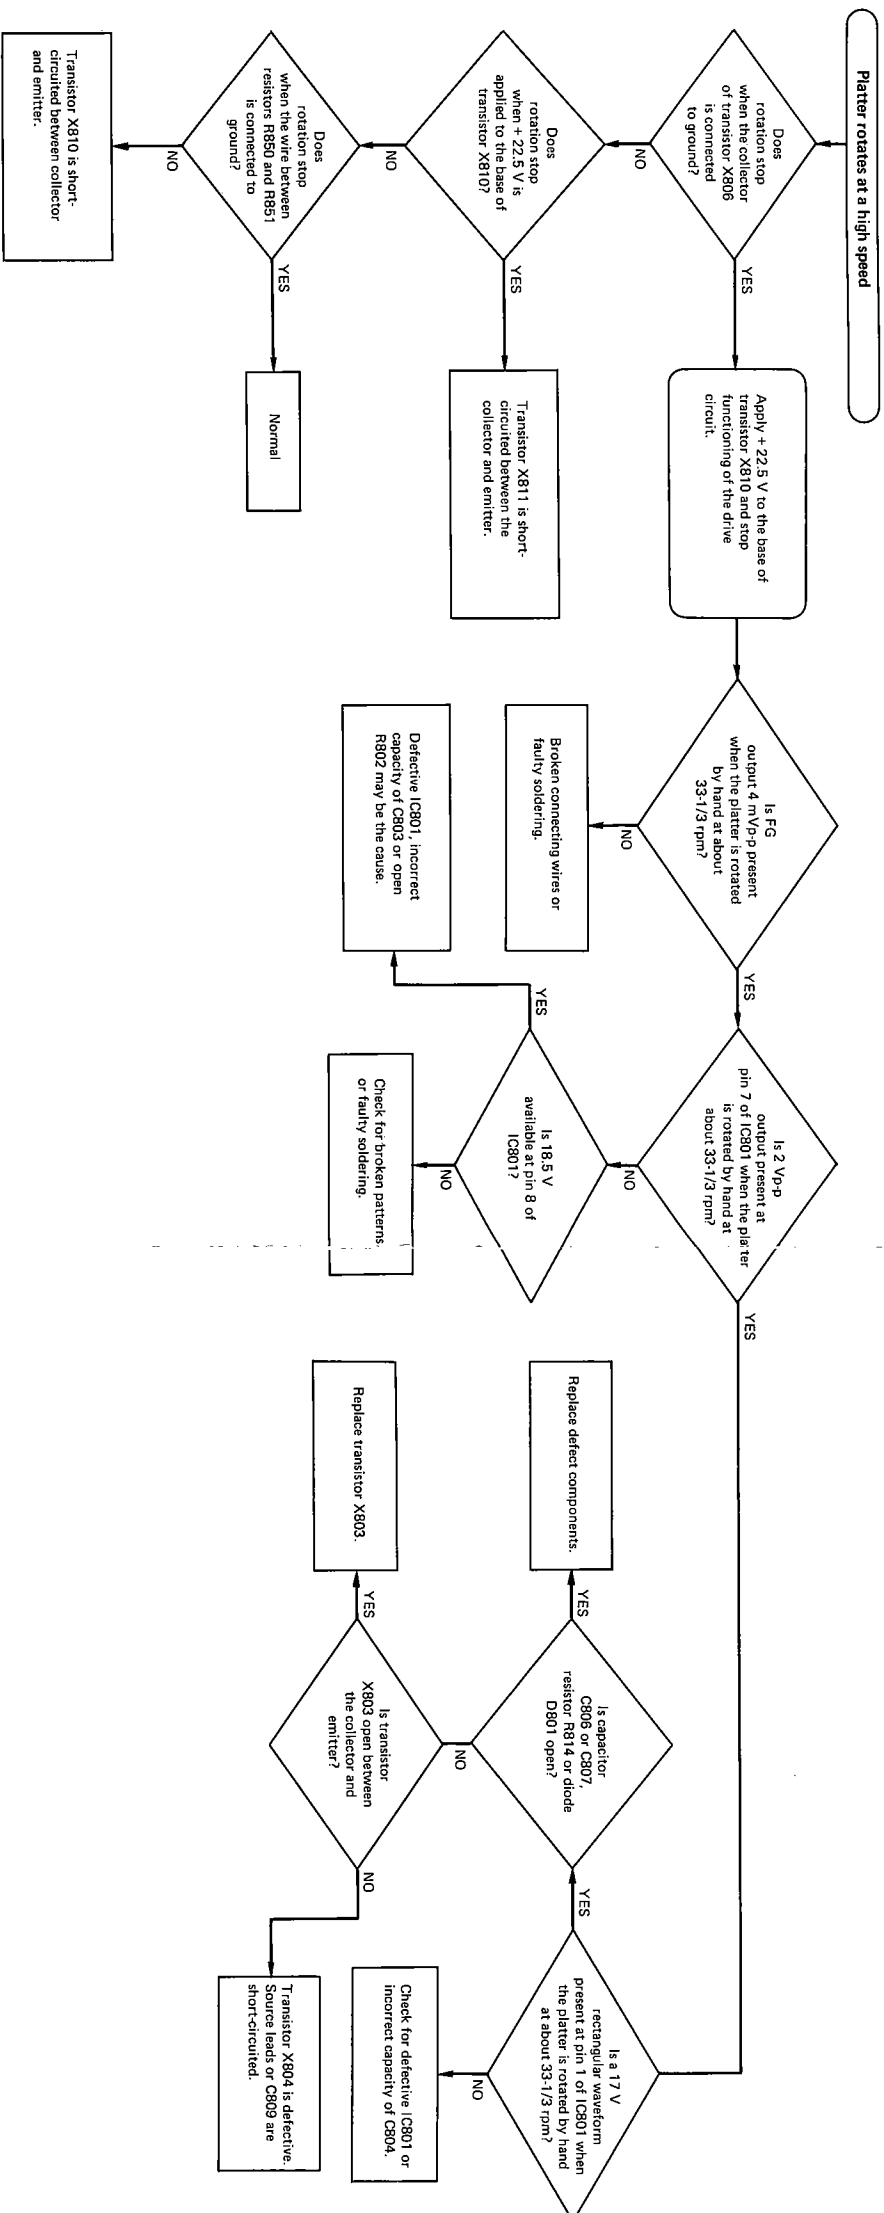 Platter rotates at a high speed
Does
rotation stop
when the collector
of transistor X806
is connected
to ground?
YES
NO
Apply + 22.5 V to the base of
transistor X810 and stop
functioning of the drive
circuit.
Is FG
output 4 mVp-p present
when the platter is rotated
by hand at about
33-1/3 rpm?
YES
NO
Broken connecting wires or
faulty soldering.
Is 2 Vp-p
output present at
pin 7 of IC801 when the platter
is rotated by hand at
about 33-1/3 rpm?
YES
NO
Is 18.5 V
available at pin 8 of
IC801?
YES
NO
Defective IC801, incorrect
capacity of C803 or open
R802 may be the cause.
Check for broken patterns
or faulty soldering.
Is a 17 V
rectangular waveform
present at pin 1 of IC801 when
the platter is rotated by hand
at about 33-1/3 rpm?
YES
NO
Check for defective IC801 or
incorrect capacity of C804.
Is capacitor
C806 or C807,
resistor R814 or diode
D801 open?
YES
NO
Replace defect components.
Is transistor
X803 open between
the collector and
emitter?
YES
NO
Replace transistor X803.
Transistor X804 is defective.
Source leads or C809 are
short-circuited.
Does
rotation stop
when + 22.5 V is
applied to the base of
transistor X810?
YES
NO
Transistor X811 is short-
circuited between the
collector and emitter.
Does
rotation stop
when the wire between
resistors R850 and R851
is connected to
ground?
YES
NO
Normal
Transistor X810 is short-
circuited between collector
and emitter.